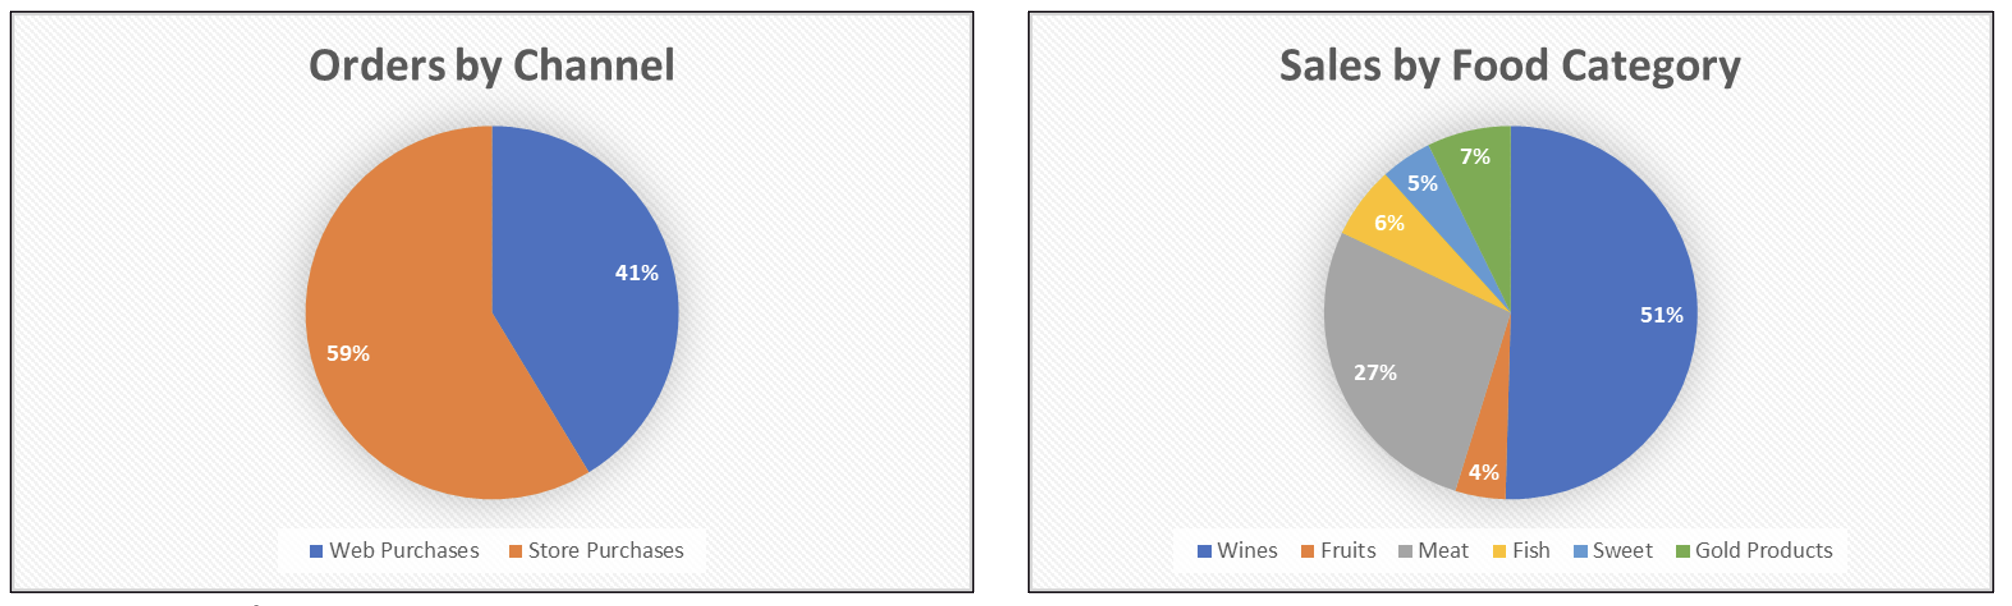 Orders by Channel
41%
59%
Web Purchases Store Purchases
Sales by Food Category
7%
5%
6%
51%
27%
4%
Wines Fruits Meat Fish Sweet Gold Products